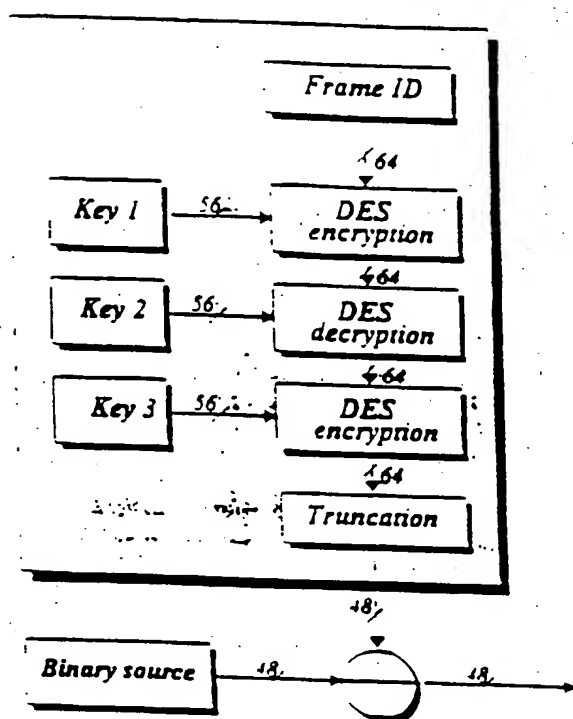 Frame ID
64
Key 1
56
DES
encryption
64
Key 2
56
DES
decryption
64
Key 3
56
DES
encryption
64
Truncation
48
Binary source
48
48